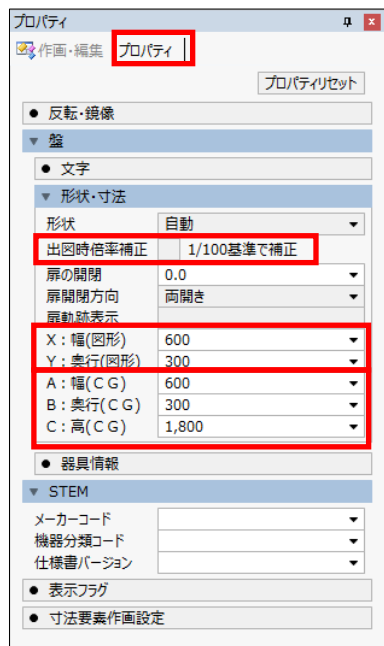 プロパティ
作画・編集 プロパティ
プロパティリセット
● 反転・鏡像
▼ 盤
● 文字
▼ 形状・寸法
形状 自動
出図時倍率補正 1/100基準で補正
扉の開閉 0.0
扉開閉方向 両開き
扉軌跡表示
X：幅(図形) 600
Y：奥行(図形) 300
A：幅(ＣＧ) 600
B：奥行(ＣＧ) 300
C：高(ＣＧ) 1,800
● 器具情報
▼ STEM
メーカーコード
機器分類コード
仕様書バージョン
● 表示フラグ
● 寸法要素作画設定